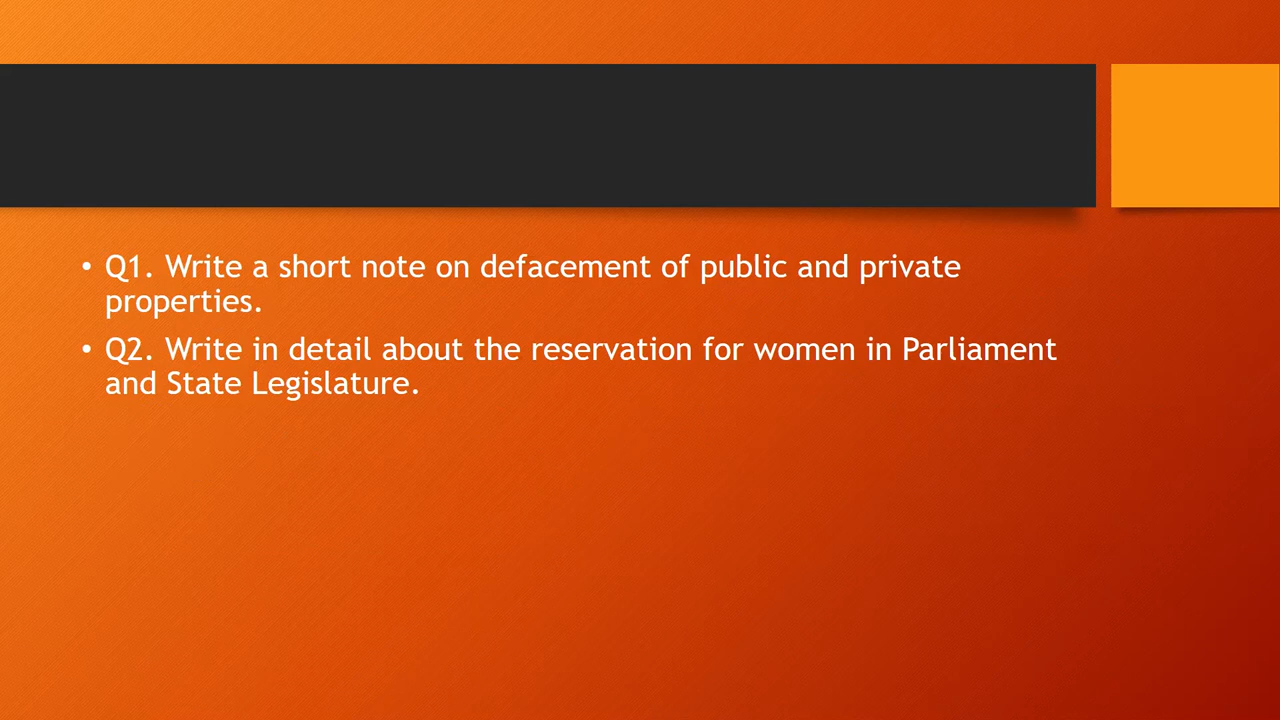 • Q1. Write a short note on defacement of public and private
properties.
• Q2. Write in detail about the reservation for women in Parliament
and State Legislature.